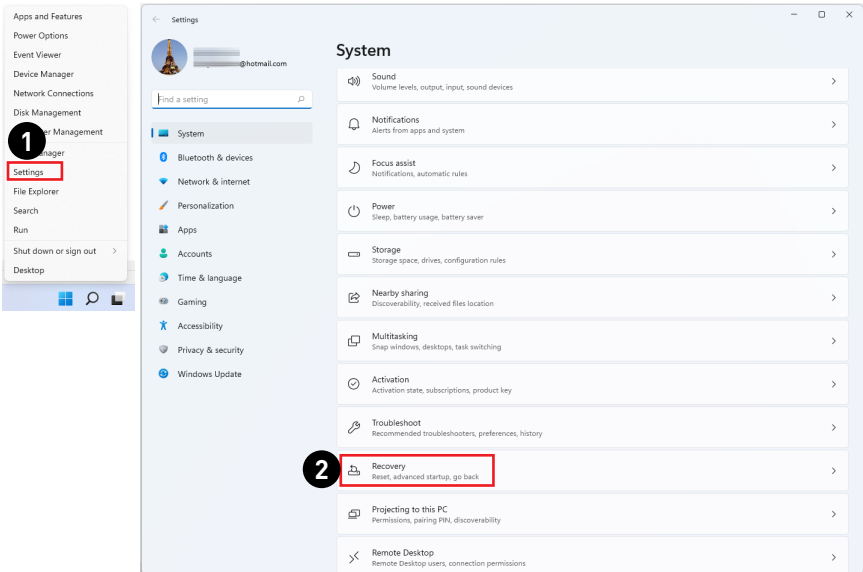 Apps and Features
Power Options
Event Viewer
Device Manager
Network Connections
Disk Management
Management
1
Settings
File Explorer
Search
Run
Shut down or sign out
Desktop
Settings
@hotmail.com
Find a setting
System
Bluetooth & devices
Network & internet
Personalization
Apps
Accounts
Time & language
Gaming
Accessibility
Privacy & security
Windows Update
System
Sound
Volume levels, output, input, sound devices
Notifications
Alerts from apps and system
Focus assist
Notifications, automatic rules
Power
Sleep, battery usage, battery saver
Storage
Storage space, drives, configuration rules
Nearby sharing
Discoverability, received files location
Multitasking
Snap windows, desktops, task switching
Activation
Activation state, subscriptions, product key
Troubleshoot
Recommended troubleshooters, preferences, history
2
Recovery
Reset, advanced startup, go back
Projecting to this PC
Permissions, pairing PIN, discoverability
Remote Desktop
Remote Desktop users, connection permissions